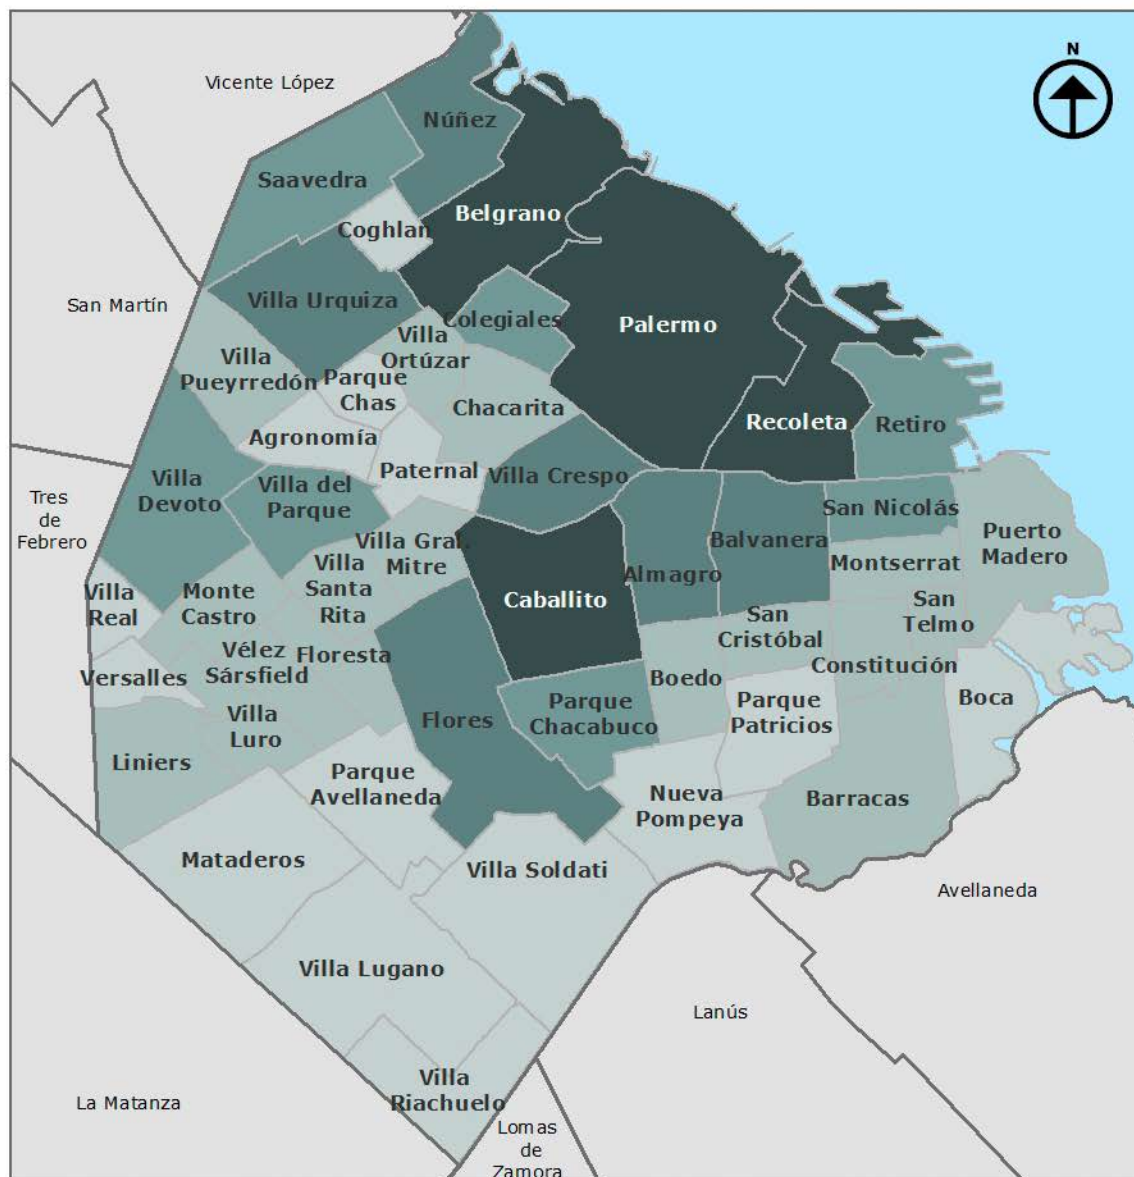 N
Vicente López
Núñez
Saavedra
Belgrano
Coghlan
San Martín
Villa Urquiza
Colegiales
Palermo
Villa
Ortúzar
Villa
Pueyrredón
Parque
Chas
Chacarita
Recoleta
Retiro
Agronomía
Paternal
Villa Crespo
Villa
Devoto
Villa del
Parque
Tres
de
Febrero
San Nicolás
Puerto
Madero
Villa Gral.
Mitre
Balvanera
Montserrat
Villa
Santa
Rita
Almagro
Villa
Real
Monte
Castro
Caballito
San
Telmo
San
Cristóbal
Vélez
Sársfield
Floresta
Versalles
Boedo
Constitución
Boca
Villa
Luro
Flores
Parque
Chacabuco
Parque
Patricios
Liniers
Parque
Avellaneda
Nueva
Pompeya
Barracas
Mataderos
Villa Soldati
Avellaneda
Villa Lugano
Lanús
Villa
Riachuelo
La Matanza
Lomas
de
Zamora